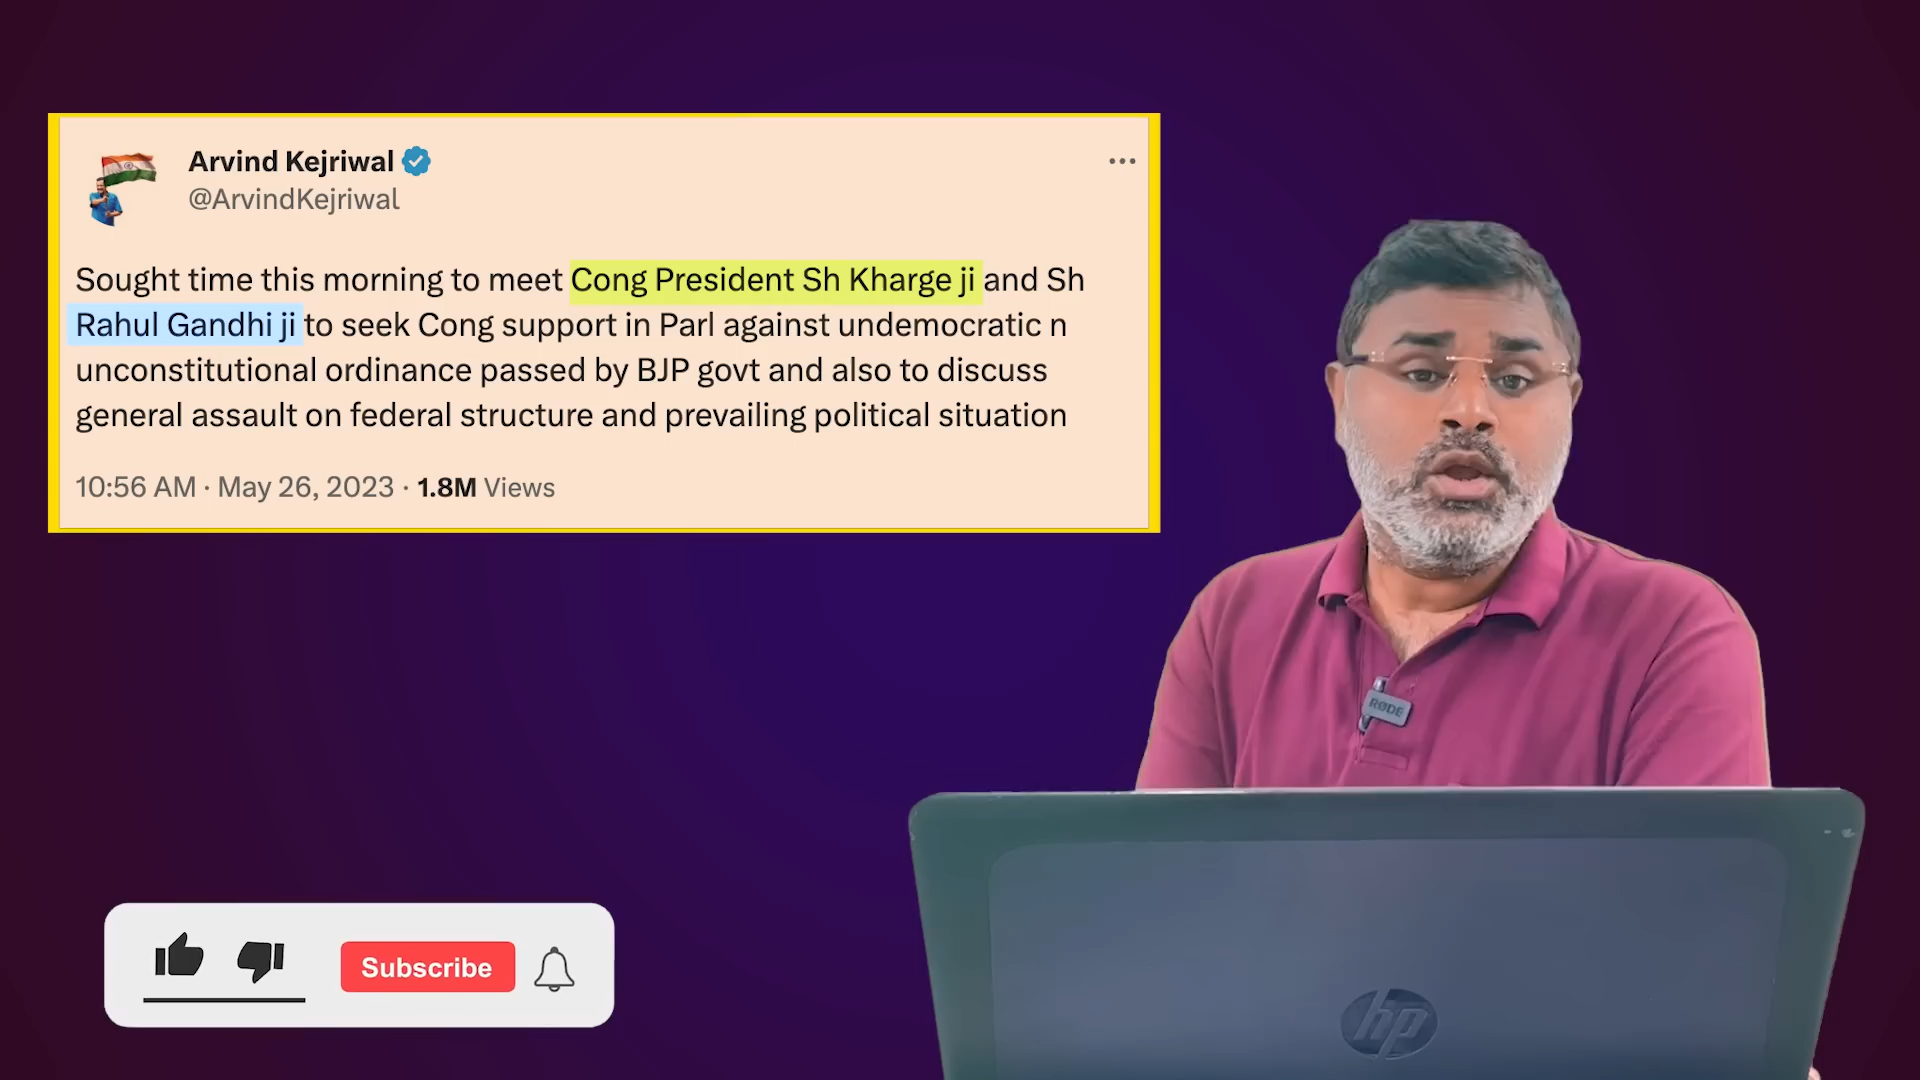 Arvind Kejriwal
@ArvindKejriwal
Sought time this morning to meet Cong President Sh Kharge ji and Sh
Rahul Gandhi ji to seek Cong support in Parl against undemocratic n
unconstitutional ordinance passed by BJP govt and also to discuss
general assault on federal structure and prevailing political situation
10:56 AM · May 26, 2023 · 1.8M Views
RØDE
Subscribe
hp